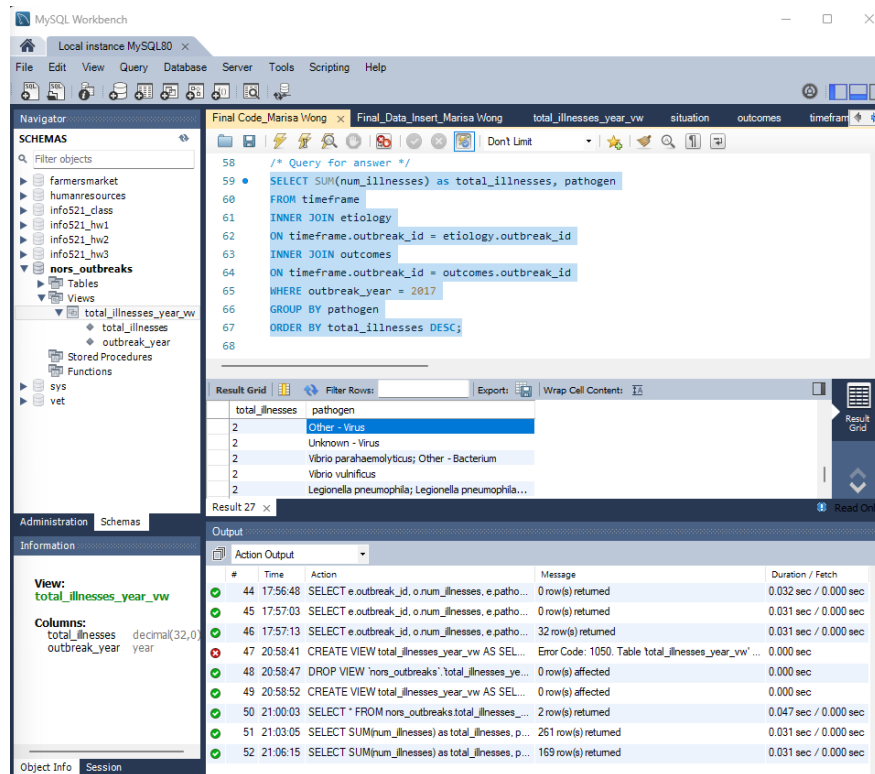 MySQL Workbench
Local instance MySQL80 ×
File Edit View Query Database Server Tools Scripting Help
Navigator
SCHEMAS
Filter objects
farmersmarket
humanresources
info521_class
info521_hw1
info521_hw2
info521_hw3
nors_outbreaks
Tables
Views
total_illnesses_year_vw
total_illnesses
outbreak_year
Stored Procedures
Functions
sys
vet
Administration Schemas
Information
View:
total_illnesses_year_vw
Columns:
total_illnesses decimal(32,0)
outbreak_year year
Object Info Session
Final Code_Marisa Wong × Final_Data_Insert_Marisa Wong total_illnesses_year_vw situation outcomes timefram
Don't Limit
58 /* Query for answer */
59 SELECT SUM(num_illnesses) as total_illnesses, pathogen
60 FROM timeframe
61 INNER JOIN etiology
62 ON timeframe.outbreak_id = etiology.outbreak_id
63 INNER JOIN outcomes
64 ON timeframe.outbreak_id = outcomes.outbreak_id
65 WHERE outbreak_year = 2017
66 GROUP BY pathogen
67 ORDER BY total_illnesses DESC;
68
Result Grid Filter Rows: Export: Wrap Cell Content: IA
total_illnesses pathogen
2 Other - Virus
2 Unknown - Virus
2 Vibrio parahaemolyticus; Other - Bacterium
2 Vibrio vulnificus
2 Legionella pneumophila; Legionella pneumophila...
Result Grid
Result 27 ×
Read Onl
Output
Action Output
# Time Action Message Duration / Fetch
44 17:56:48 SELECT e.outbreak_id, o.num_illnesses, e.patho... 0 row(s) returned 0.032 sec / 0.000 sec
45 17:57:03 SELECT e.outbreak_id, o.num_illnesses, e.patho... 0 row(s) returned 0.031 sec / 0.000 sec
46 17:57:13 SELECT e.outbreak_id, o.num_illnesses, e.patho... 32 row(s) returned 0.031 sec / 0.000 sec
47 20:58:41 CREATE VIEW total_illnesses_year_vw AS SEL... Error Code: 1050. Table 'total_illnesses_year_vw' ... 0.000 sec
48 20:58:47 DROP VIEW `nors_outbreaks`.`total_illnesses_ye... 0 row(s) affected 0.000 sec
49 20:58:52 CREATE VIEW total_illnesses_year_vw AS SEL... 0 row(s) affected 0.000 sec
50 21:00:03 SELECT * FROM nors_outbreaks.total_illnesses_... 2 row(s) returned 0.047 sec / 0.000 sec
51 21:03:05 SELECT SUM(num_illnesses) as total_illnesses, p... 261 row(s) returned 0.031 sec / 0.000 sec
52 21:06:15 SELECT SUM(num_illnesses) as total_illnesses, p... 169 row(s) returned 0.031 sec / 0.000 sec